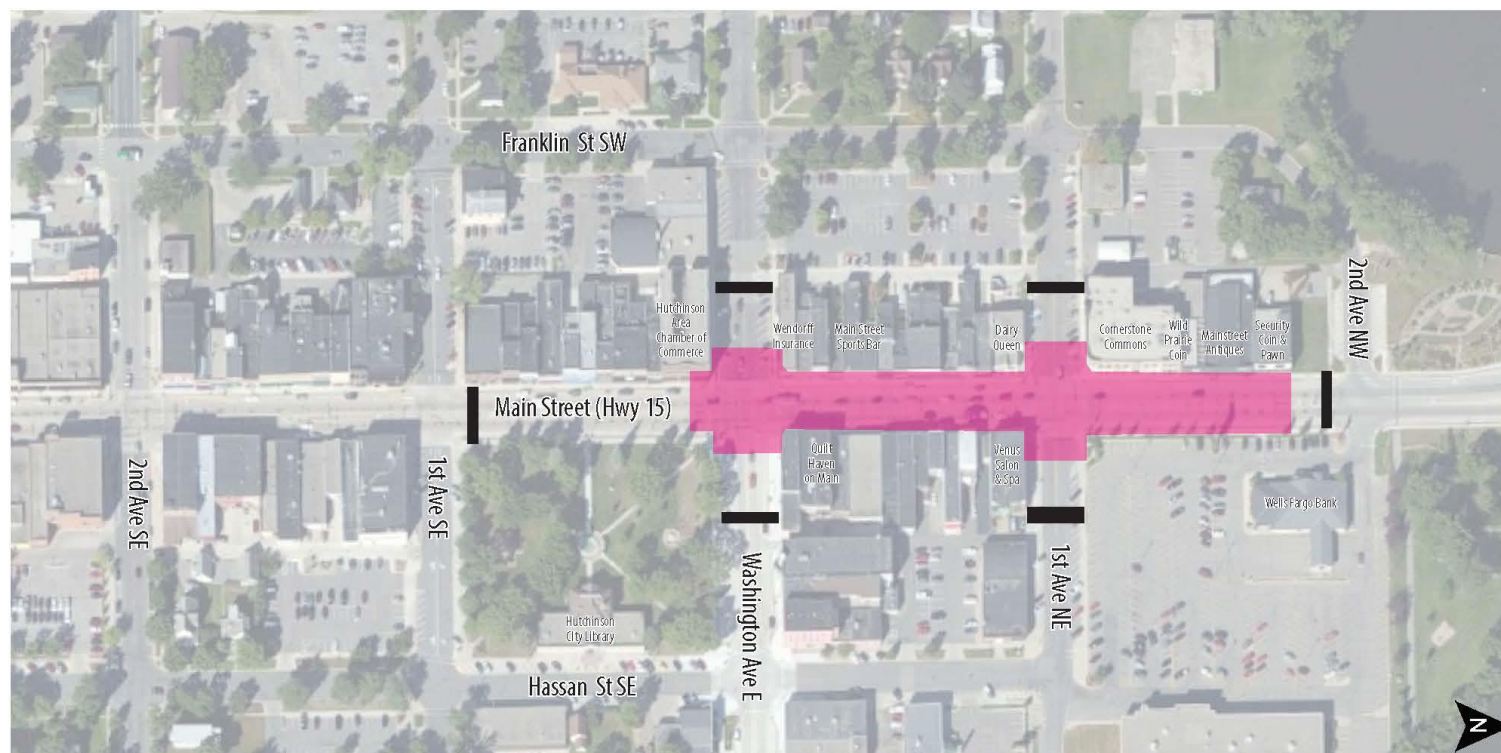 Franklin St SW
2nd Ave NW
Hutchinson
Area
Chamber of
Commerce
Wendorff
Insurance
Main Street
Sports Bar
Dairy
Queen
Cornerstone
Commons
Wild
Prairie
Coin
Mainstreet
Antiques
Security
Coin &
Pawn
Main Street (Hwy 15)
2nd Ave SE
1st Ave SE
Quilt
Haven
on Main
Venus
Salon
& Spa
Wells Fargo Bank
Washington Ave E
1st Ave NE
Hutchinson
City Library
Hassan St SE
N